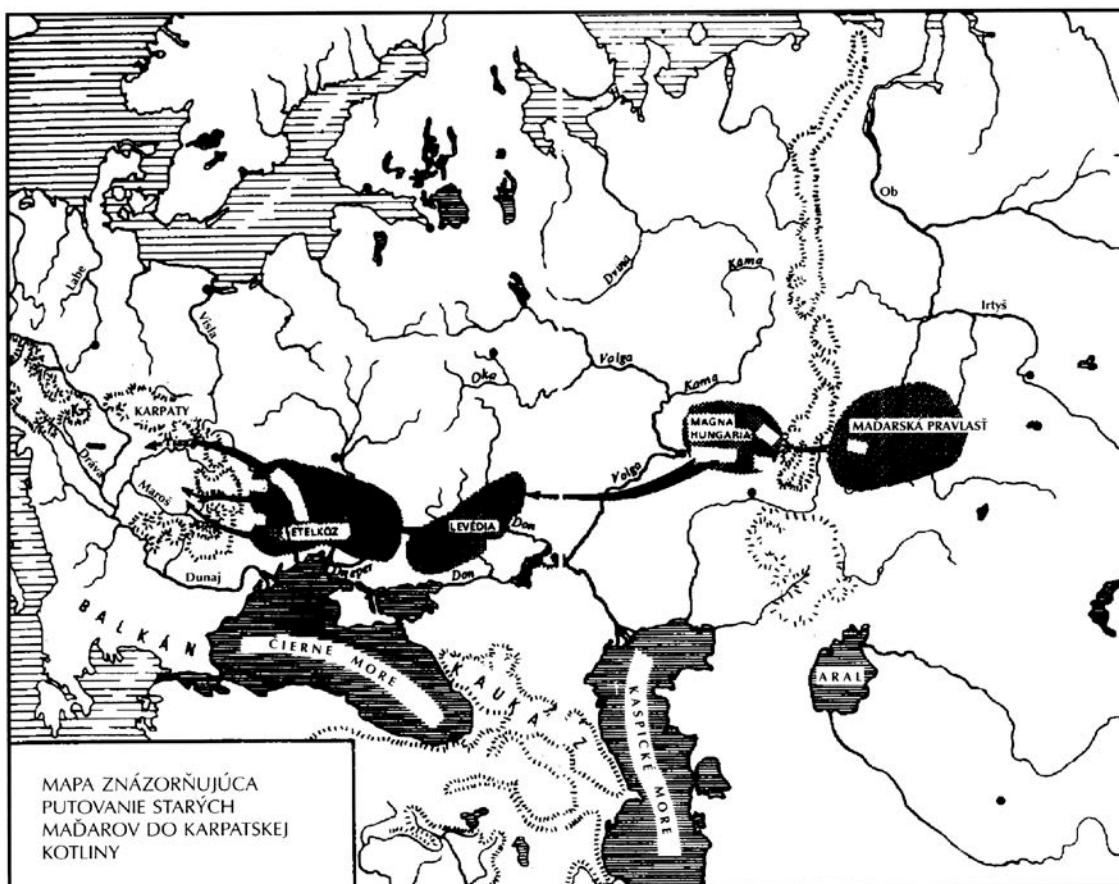 Ob
Dvina
Kama
Labe
Visla
Irtyš
Volga
Oka
Kama
KARPATY
MAGNA
HUNGARIA
MAĎARSKÁ PRAVLASŤ
Dráva
Volga
Maroš
ETELKÖZ
LEVÉDIA
Don
Dunaj
Dneper
Don
BALKÁN
ČIERNE MORE
KAUKAZ
KASPICKÉ MORE
ARAL
MAPA ZNÁZORŇUJÚCA
PUTOVANIE STARÝCH
MAĎAROV DO KARPATSKEJ
KOTLINY